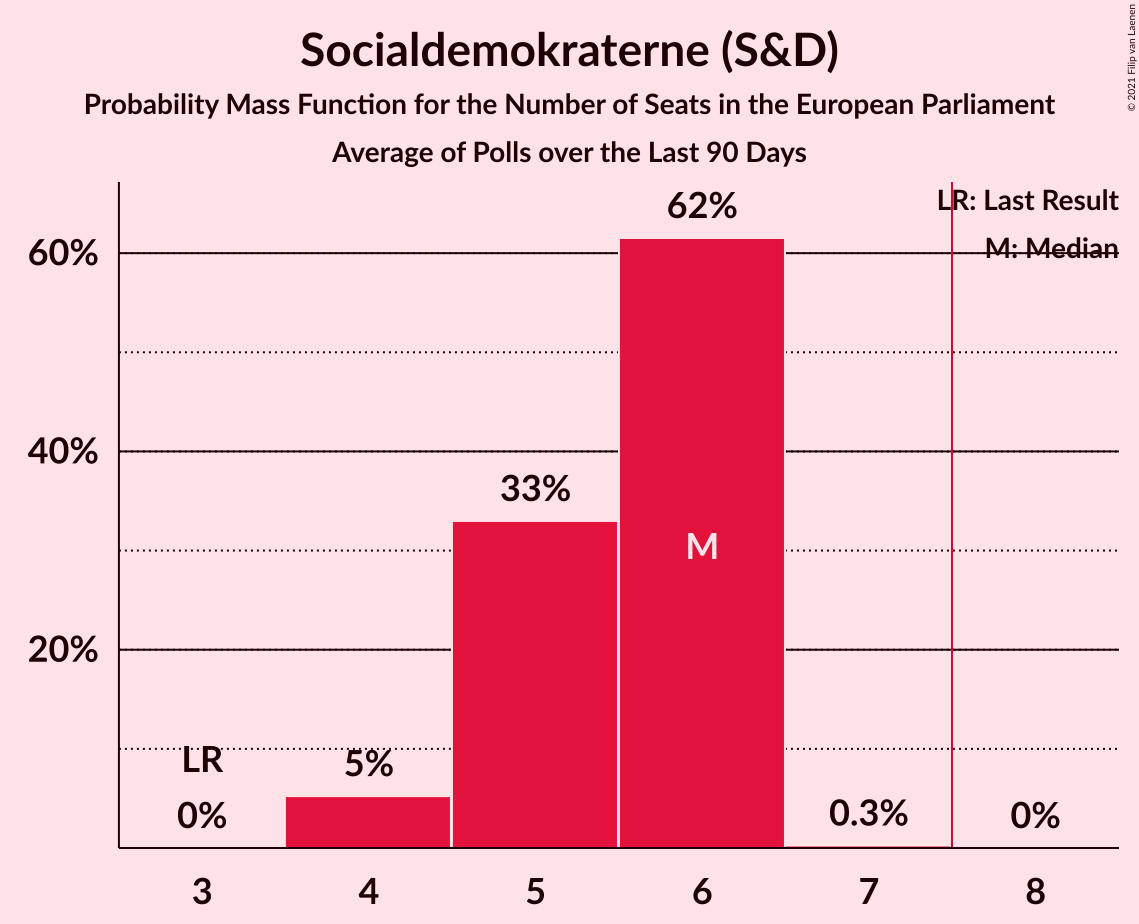 Socialdemokraterne (S&D)
Probability Mass Function for the Number of Seats in the European Parliament
Average of Polls over the Last 90 Days
© 2021 Filip van Laenen
LR: Last Result
M: Median
62%
60%
40%
33%
M
20%
LR
5%
0%
0.3%
0%
3 4 5 6 7 8